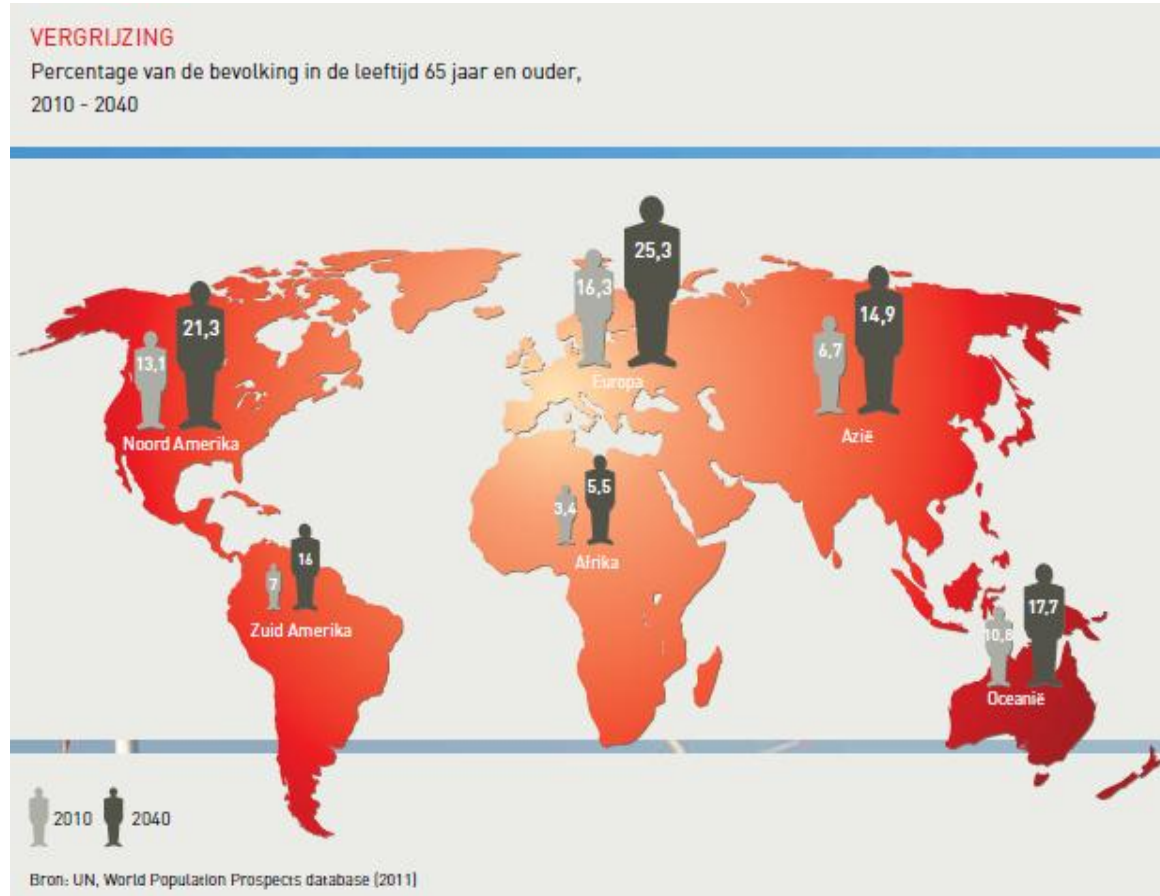 VERGRIJZING
Percentage van de bevolking in de leeftijd 65 jaar en ouder,
2010 - 2040
25,3
16,3
Europa
21,3
13,1
Noord Amerika
14,9
6,7
Azië
5,5
3,4
Afrika
16
7
Zuid Amerika
17,7
10,8
Oceanië
2010 2040
Bron: UN, World Population Prospects database (2011)